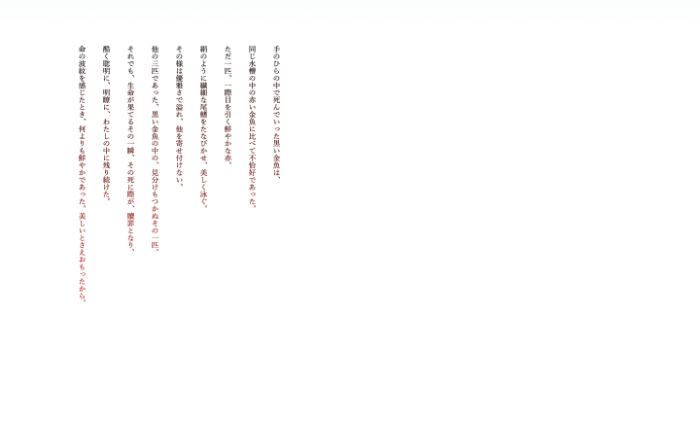 手のひらの中で死んでいった黒い金魚は、
同じ水槽の中の赤い金魚に比べて不恰好であった。
ただ一匹、一際目を引く鮮やかな赤。
絹のように繊細な尾鰭をたなびかせ、美しく泳ぐ。
その様は優雅さで溢れ、他を寄せ付けない。
他の三匹であった、黒い金魚の中の、見分けもつかぬその一匹。
それでも、生命が果てるその一瞬、その死に際が、贖罪となり、
酷く聡明に、明瞭に、わたしの中に残り続けた。
命の波紋を感じたとき、何よりも鮮やかであった。美しいとさえおもったから。